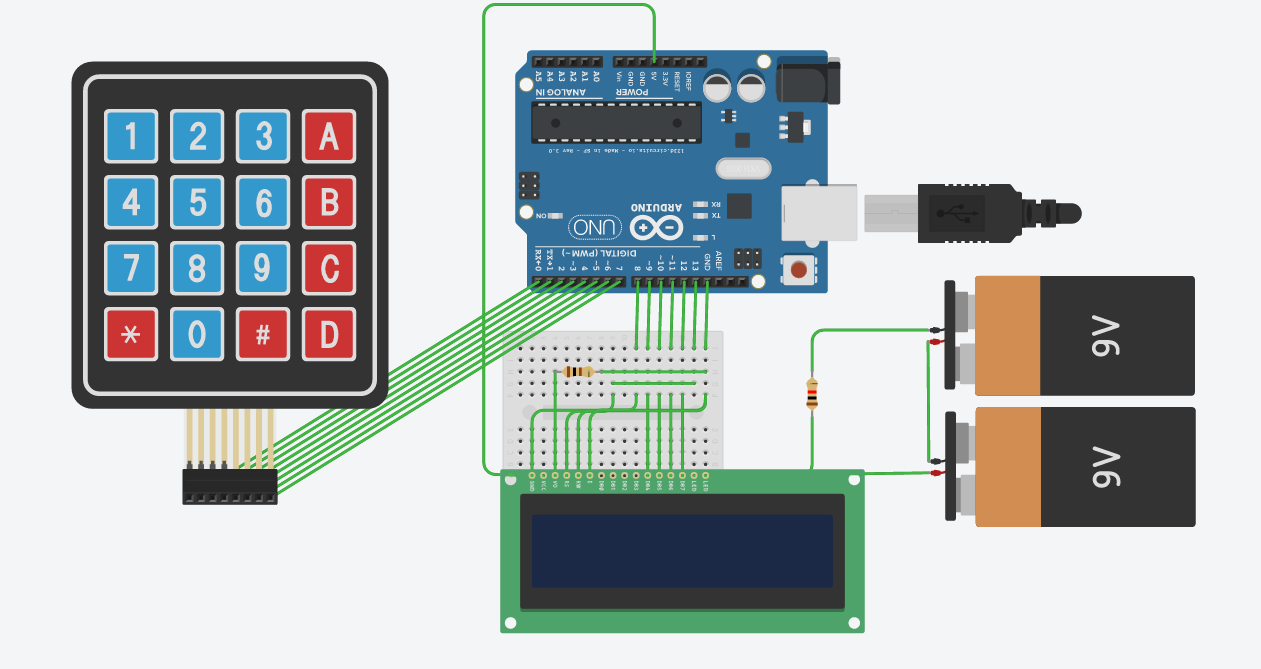 1 2 3 A
4 5 6 B
7 8 9 C
* 0 # D
A5 A4 A3 A2 A1 A0
Vin GND GND 5V 3.3V RESET IOREF
ANALOG IN
POWER
RX
TX
ON
L
ARDUINO
UNO
DIGITAL (PWM~)
RX←0 TX→1 2 ~3 4 ~5 ~6 7 8 ~9 ~10 ~11 12 13 GND AREF
9V
9V
GND VCC V0 RS RW E DB0 DB1 DB2 DB3 DB4 DB5 DB6 DB7 LED LED